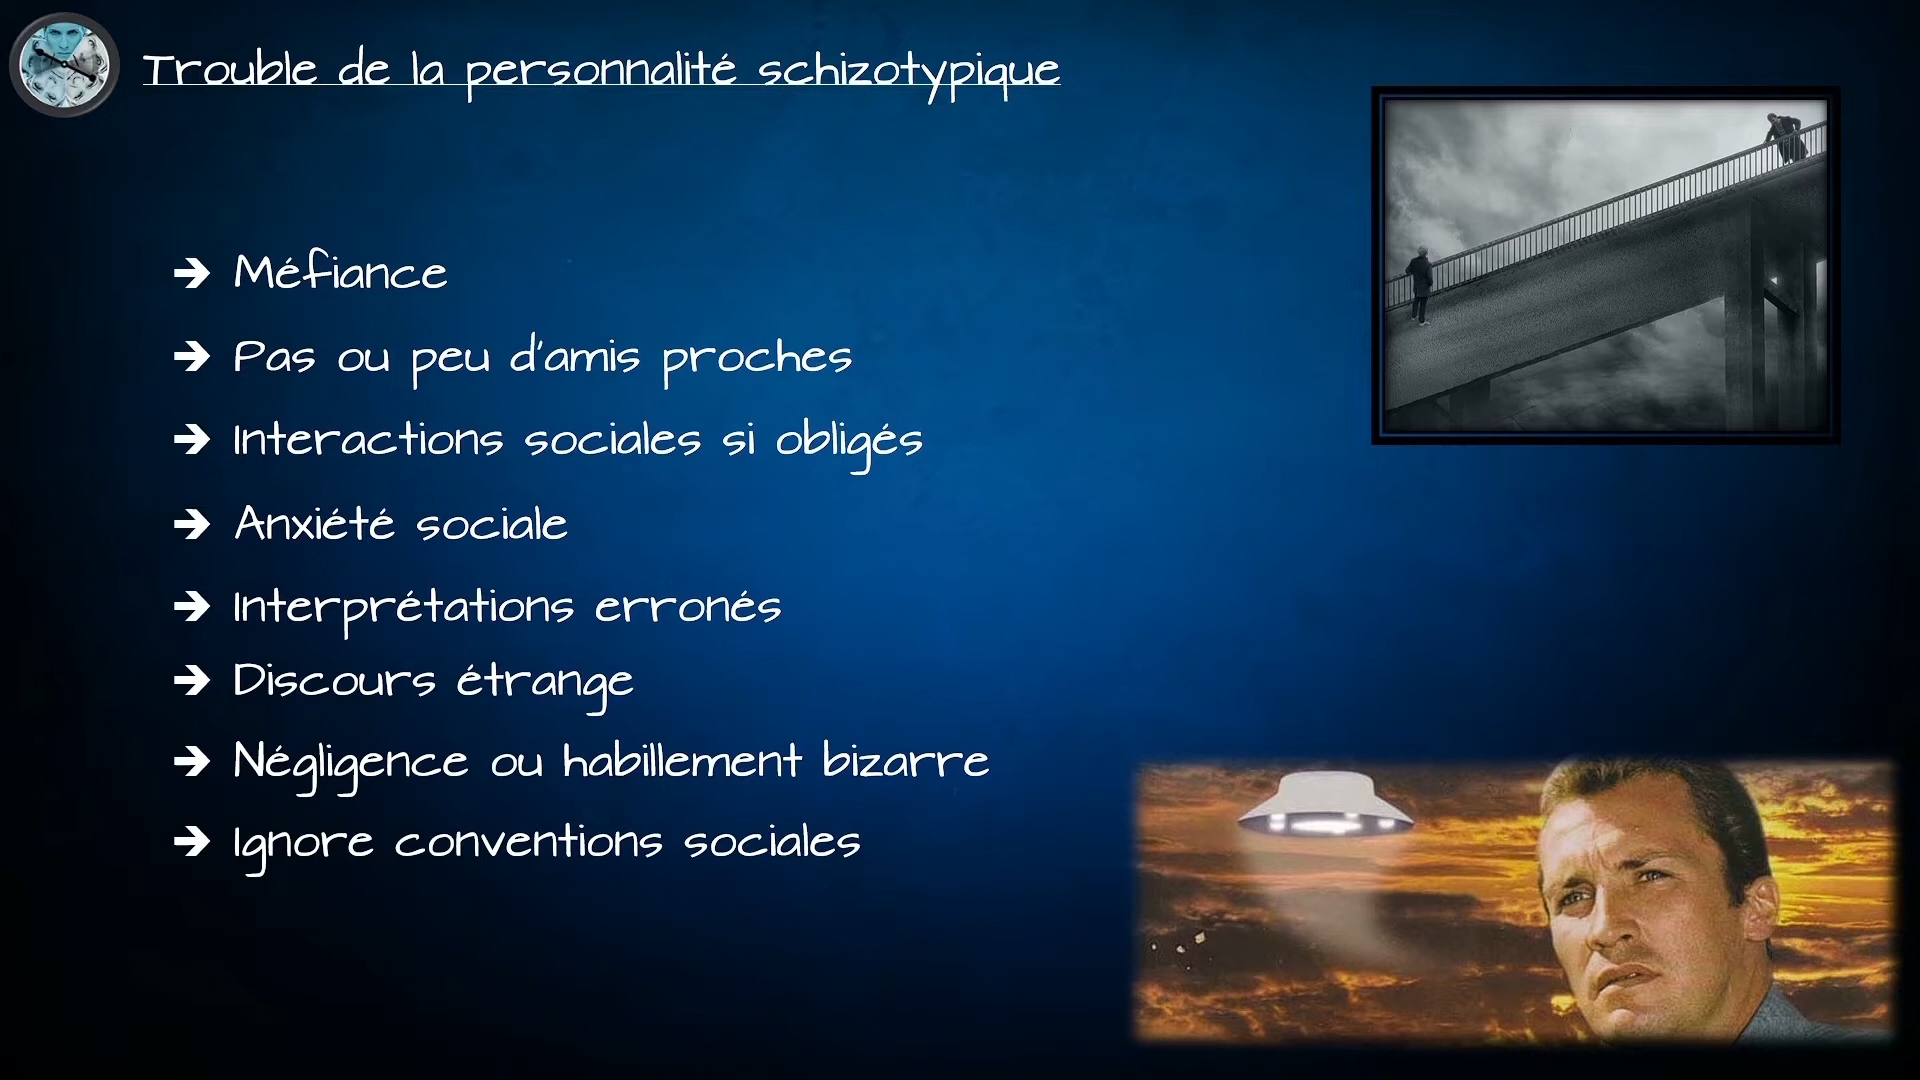 Trouble de la personnalité schizotypique
➔ Méfiance
➔ Pas ou peu d'amis proches
➔ Interactions sociales si obligés
➔ Anxiété sociale
➔ Interprétations erronés
➔ Discours étrange
➔ Négligence ou habillement bizarre
➔ Ignore conventions sociales